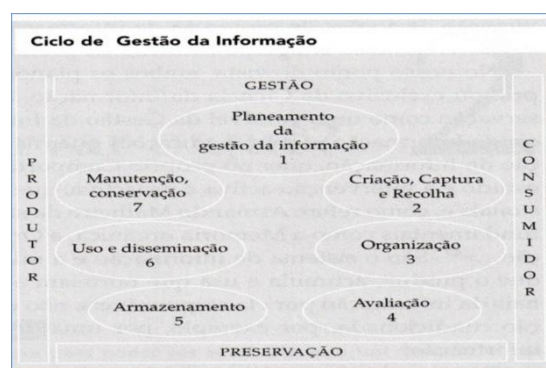 Ciclo de Gestão da Informação
GESTÃO
Planeamento
da
gestão da informação
1
Criação, Captura
e Recolha
2
Organização
3
Avaliação
4
Armazenamento
5
Uso e disseminação
6
Manutenção,
conservação
7
PRODUTOR
CONSUMIDOR
PRESERVAÇÃO